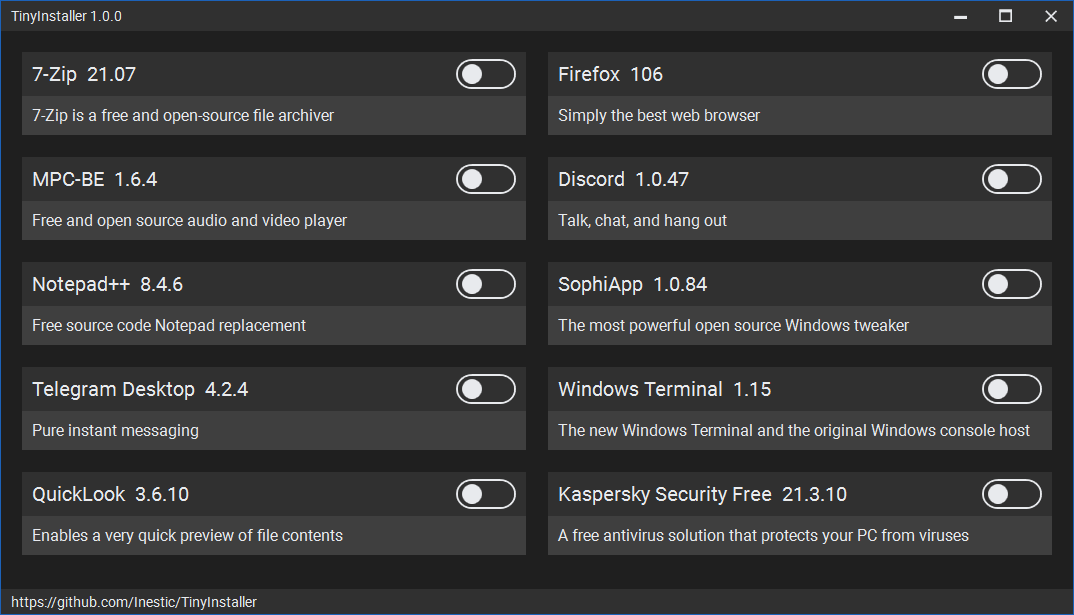 TinyInstaller 1.0.0
7-Zip 21.07
7-Zip is a free and open-source file archiver
Firefox 106
Simply the best web browser
MPC-BE 1.6.4
Free and open source audio and video player
Discord 1.0.47
Talk, chat, and hang out
Notepad++ 8.4.6
Free source code Notepad replacement
SophiApp 1.0.84
The most powerful open source Windows tweaker
Telegram Desktop 4.2.4
Pure instant messaging
Windows Terminal 1.15
The new Windows Terminal and the original Windows console host
QuickLook 3.6.10
Enables a very quick preview of file contents
Kaspersky Security Free 21.3.10
A free antivirus solution that protects your PC from viruses
https://github.com/Inestic/TinyInstaller